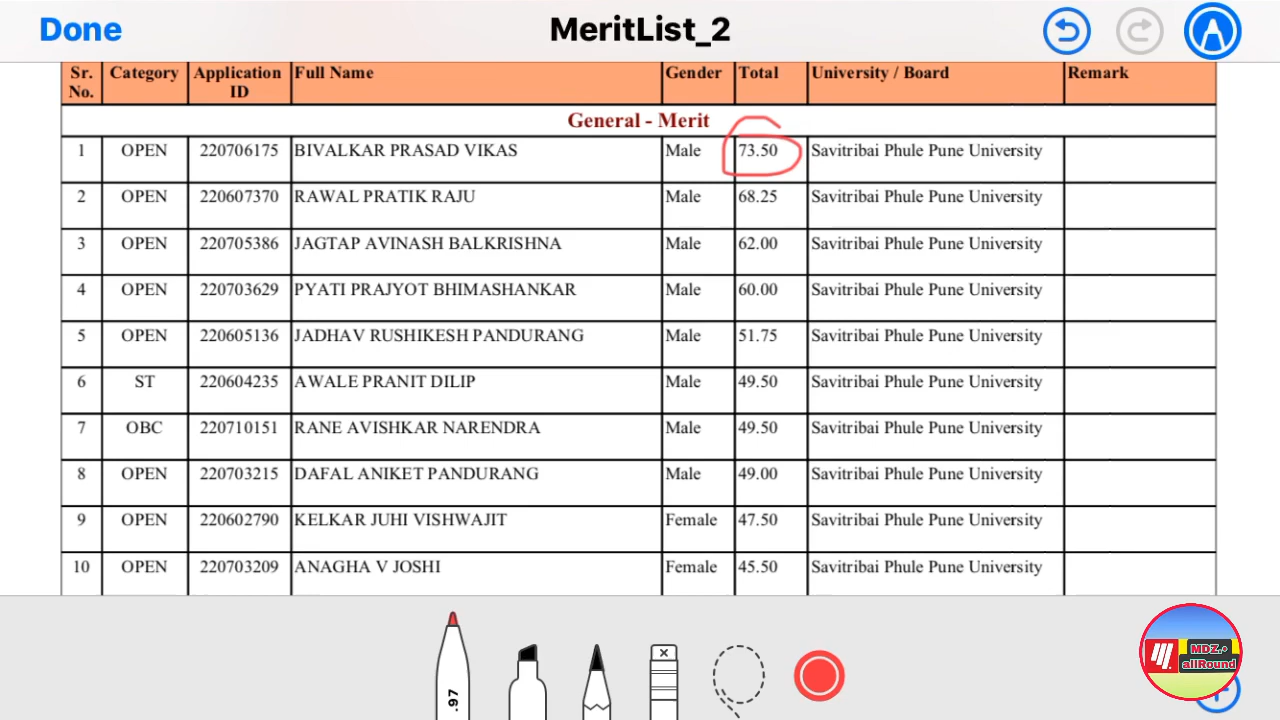 Done MeritList_2
Sr. No. Category Application ID Full Name Gender Total University / Board Remark
General - Merit
1 OPEN 220706175 BIVALKAR PRASAD VIKAS Male 73.50 Savitribai Phule Pune University
2 OPEN 220607370 RAWAL PRATIK RAJU Male 68.25 Savitribai Phule Pune University
3 OPEN 220705386 JAGTAP AVINASH BALKRISHNA Male 62.00 Savitribai Phule Pune University
4 OPEN 220703629 PYATI PRAJYOT BHIMASHANKAR Male 60.00 Savitribai Phule Pune University
5 OPEN 220605136 JADHAV RUSHIKESH PANDURANG Male 51.75 Savitribai Phule Pune University
6 ST 220604235 AWALE PRANIT DILIP Male 49.50 Savitribai Phule Pune University
7 OBC 220710151 RANE AVISHKAR NARENDRA Male 49.50 Savitribai Phule Pune University
8 OPEN 220703215 DAFAL ANIKET PANDURANG Male 49.00 Savitribai Phule Pune University
9 OPEN 220602790 KELKAR JUHI VISHWAJIT Female 47.50 Savitribai Phule Pune University
10 OPEN 220703209 ANAGHA V JOSHI Female 45.50 Savitribai Phule Pune University
.97
MDZ.
allRound